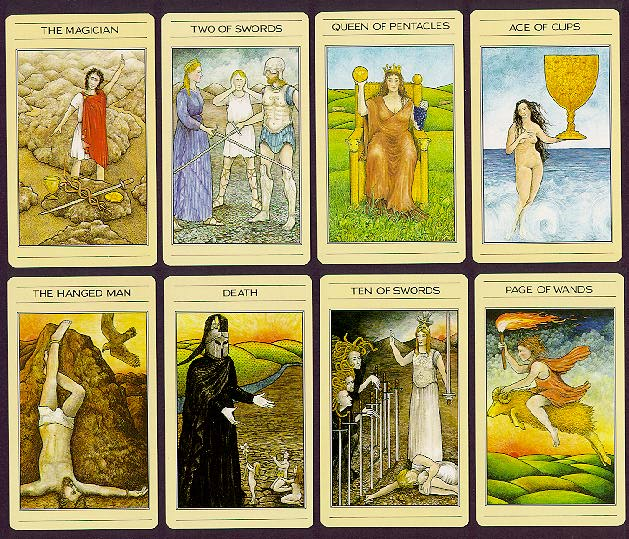 THE MAGICIAN
TWO OF SWORDS
QUEEN OF PENTACLES
ACE OF CUPS
THE HANGED MAN
DEATH
TEN OF SWORDS
PAGE OF WANDS